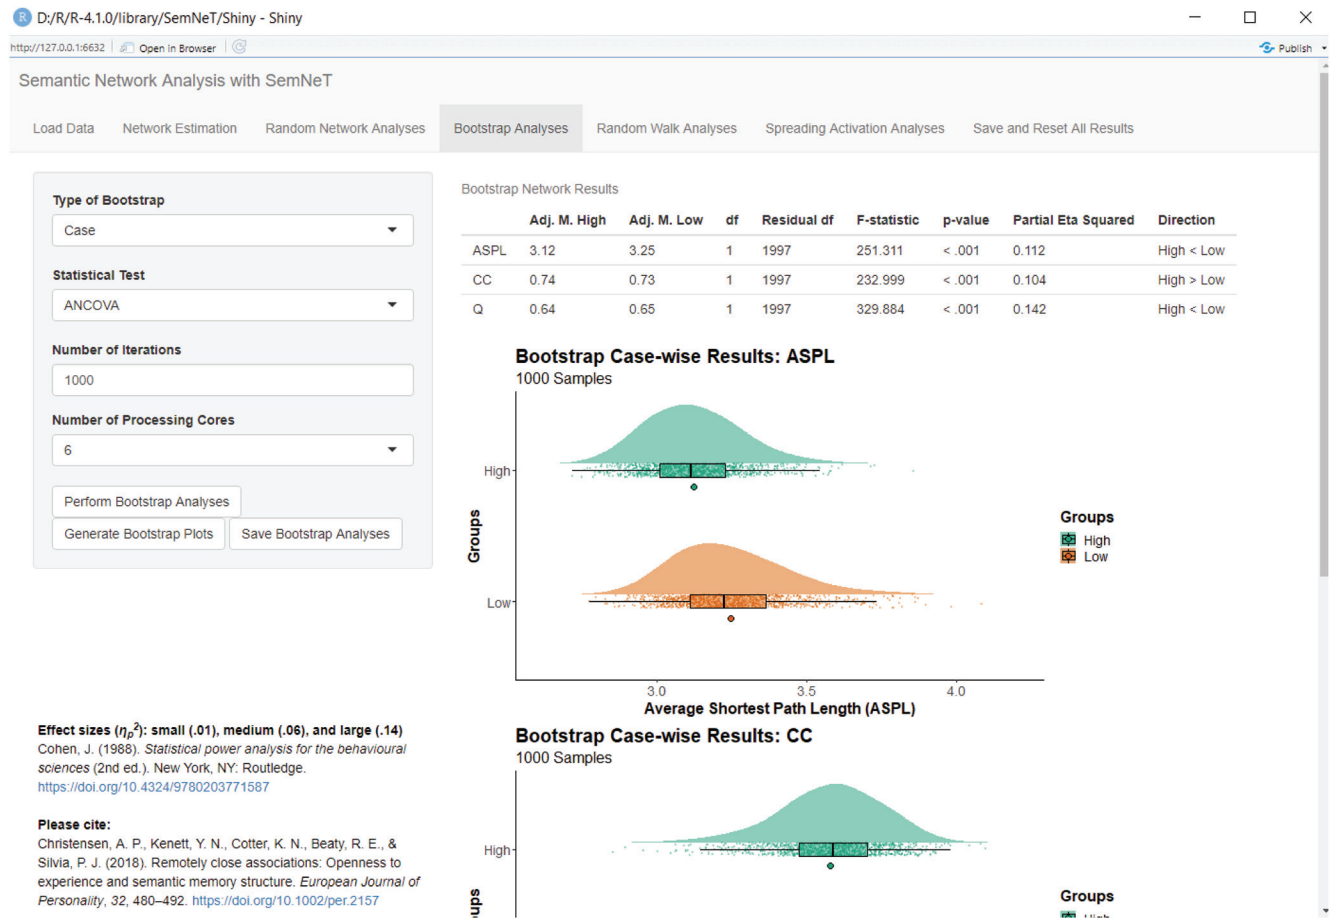 D:/R/R-4.1.0/library/SemNeT/Shiny - Shiny
http://127.0.0.1:6632 Open in Browser Publish
Semantic Network Analysis with SemNeT
Load Data Network Estimation Random Network Analyses Bootstrap Analyses Random Walk Analyses Spreading Activation Analyses Save and Reset All Results
Type of Bootstrap
Case
Statistical Test
ANCOVA
Number of Iterations
1000
Number of Processing Cores
6
Perform Bootstrap Analyses
Generate Bootstrap Plots Save Bootstrap Analyses
Effect sizes (ηp²): small (.01), medium (.06), and large (.14)
Cohen, J. (1988). Statistical power analysis for the behavioural
sciences (2nd ed.). New York, NY: Routledge.
https://doi.org/10.4324/9780203771587
Please cite:
Christensen, A. P., Kenett, Y. N., Cotter, K. N., Beaty, R. E., &
Silvia, P. J. (2018). Remotely close associations: Openness to
experience and semantic memory structure. European Journal of
Personality, 32, 480–492. https://doi.org/10.1002/per.2157
Bootstrap Network Results
Adj. M. High Adj. M. Low df Residual df F-statistic p-value Partial Eta Squared Direction
ASPL 3.12 3.25 1 1997 251.311 < .001 0.112 High < Low
CC 0.74 0.73 1 1997 232.999 < .001 0.104 High > Low
Q 0.64 0.65 1 1997 329.884 < .001 0.142 High < Low
Bootstrap Case-wise Results: ASPL
1000 Samples
High
Low
Groups
3.0 3.5 4.0
Average Shortest Path Length (ASPL)
Groups
High
Low
Bootstrap Case-wise Results: CC
1000 Samples
High
Groups